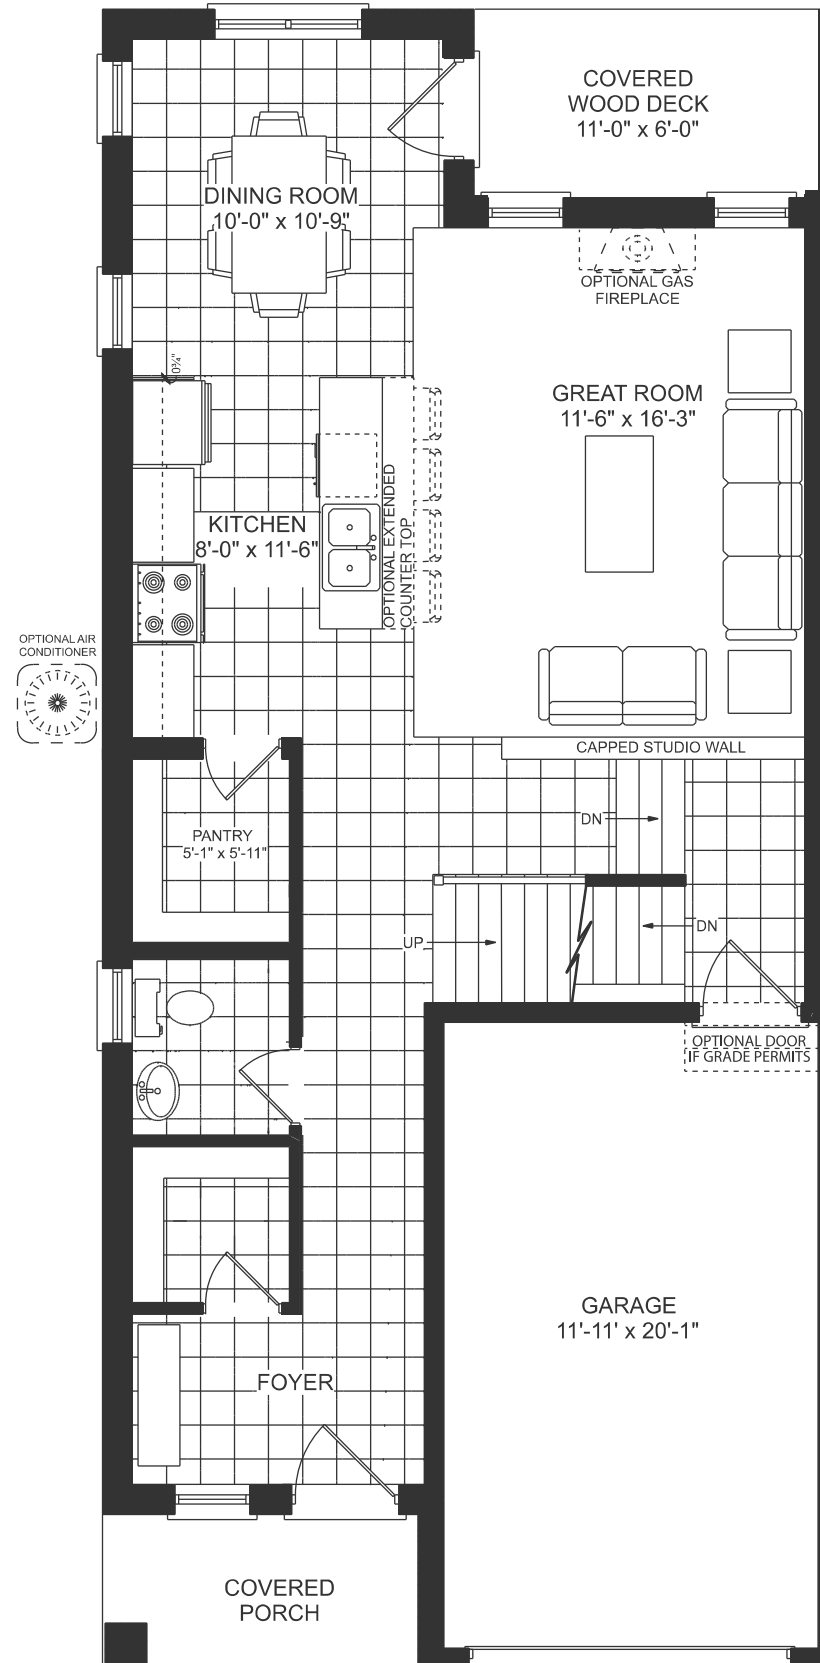 COVERED
WOOD DECK
11'-0" x 6'-0"
DINING ROOM
10'-0" x 10'-9"
OPTIONAL GAS
FIREPLACE
GREAT ROOM
11'-6" x 16'-3"
KITCHEN
8'-0" x 11'-6"
OPTIONAL EXTENDED
COUNTER TOP
OPTIONAL AIR
CONDITIONER
CAPPED STUDIO WALL
DN
PANTRY
5'-1" x 5'-11"
UP
DN
OPTIONAL DOOR
IF GRADE PERMITS
GARAGE
11'-11' x 20'-1"
FOYER
COVERED
PORCH